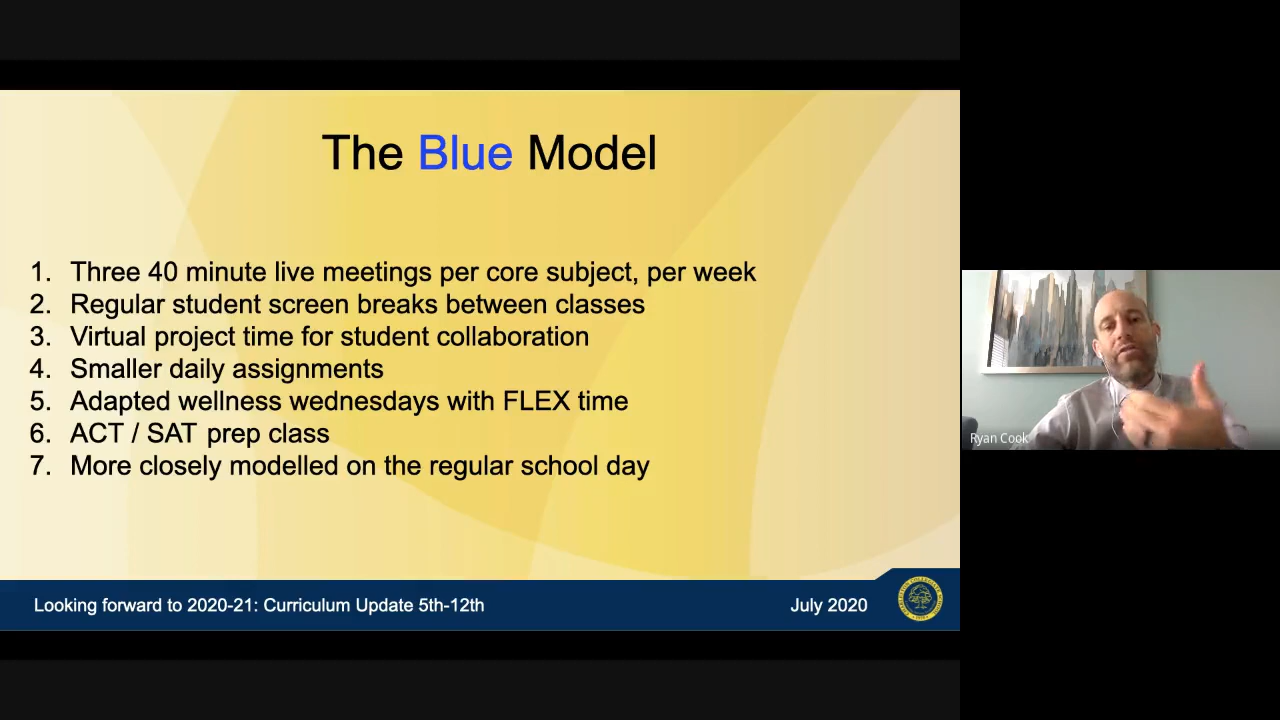 The Blue Model
1. Three 40 minute live meetings per core subject, per week
2. Regular student screen breaks between classes
3. Virtual project time for student collaboration
4. Smaller daily assignments
5. Adapted wellness wednesdays with FLEX time
6. ACT / SAT prep class
7. More closely modelled on the regular school day
Ryan Cook
Looking forward to 2020-21: Curriculum Update 5th-12th
July 2020